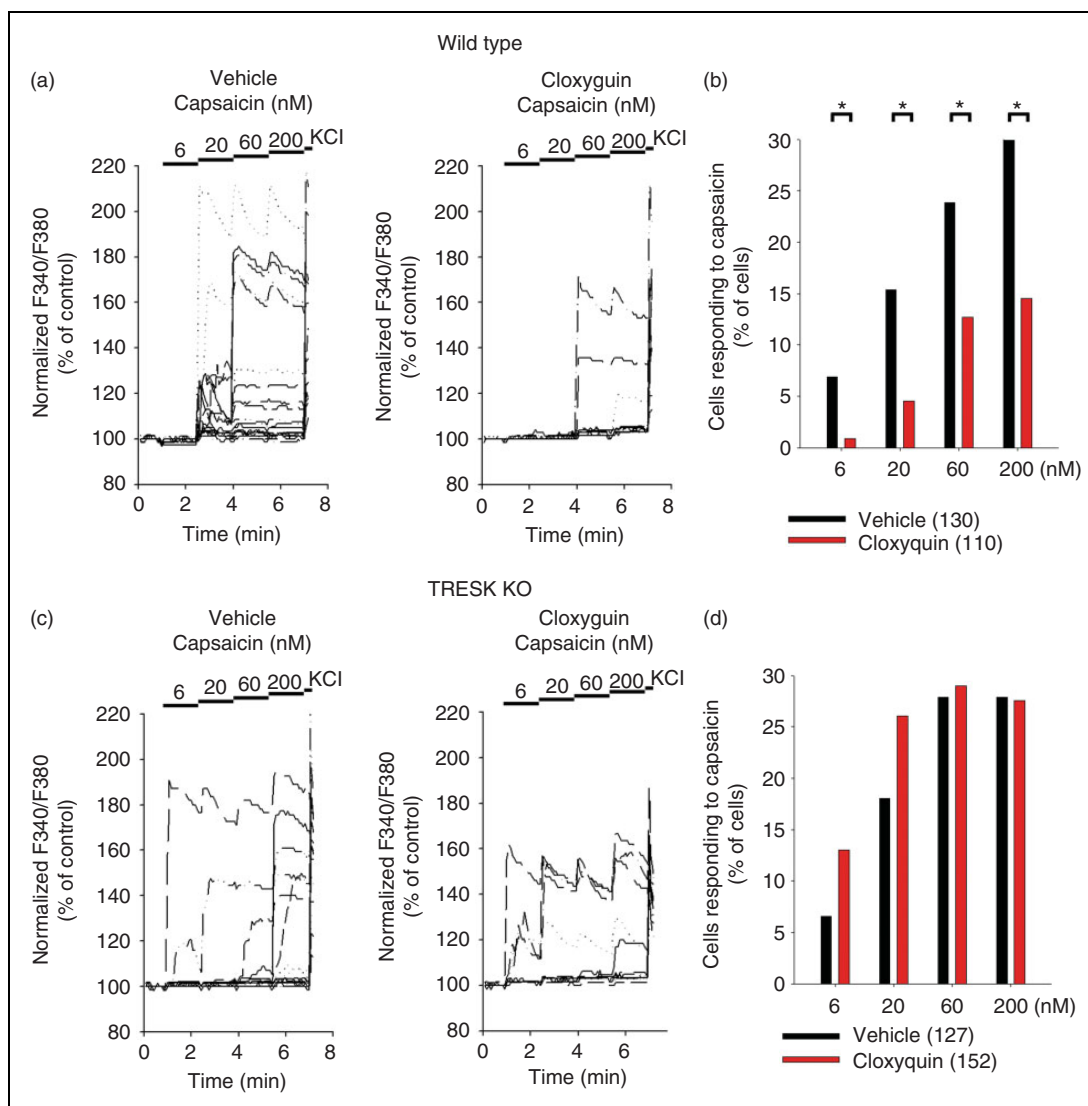 Wild type
(a)
Vehicle
Capsaicin (nM)
6 20 60 200 KCl
Normalized F340/F380
(% of control)
220
200
180
160
140
120
100
80
0 2 4 6 8
Time (min)
Cloxyguin
Capsaicin (nM)
6 20 60 200 KCl
Normalized F340/F380
(% of control)
220
200
180
160
140
120
100
80
0 2 4 6 8
Time (min)
(b)
* * * *
Cells responding to capsaicin
(% of cells)
30
25
20
15
10
5
0
6 20 60 200 (nM)
Vehicle (130)
Cloxyquin (110)
TRESK KO
(c)
Vehicle
Capsaicin (nM)
6 20 60 200 KCl
Normalized F340/F380
(% of control)
220
200
180
160
140
120
100
80
0 2 4 6 8
Time (min)
Cloxyguin
Capsaicin (nM)
6 20 60 200 KCl
Normalized F340/F380
(% of control)
220
200
180
160
140
120
100
80
0 2 4 6
Time (min)
(d)
Cells responding to capsaicin
(% of cells)
30
25
20
15
10
5
0
6 20 60 200 (nM)
Vehicle (127)
Cloxyquin (152)